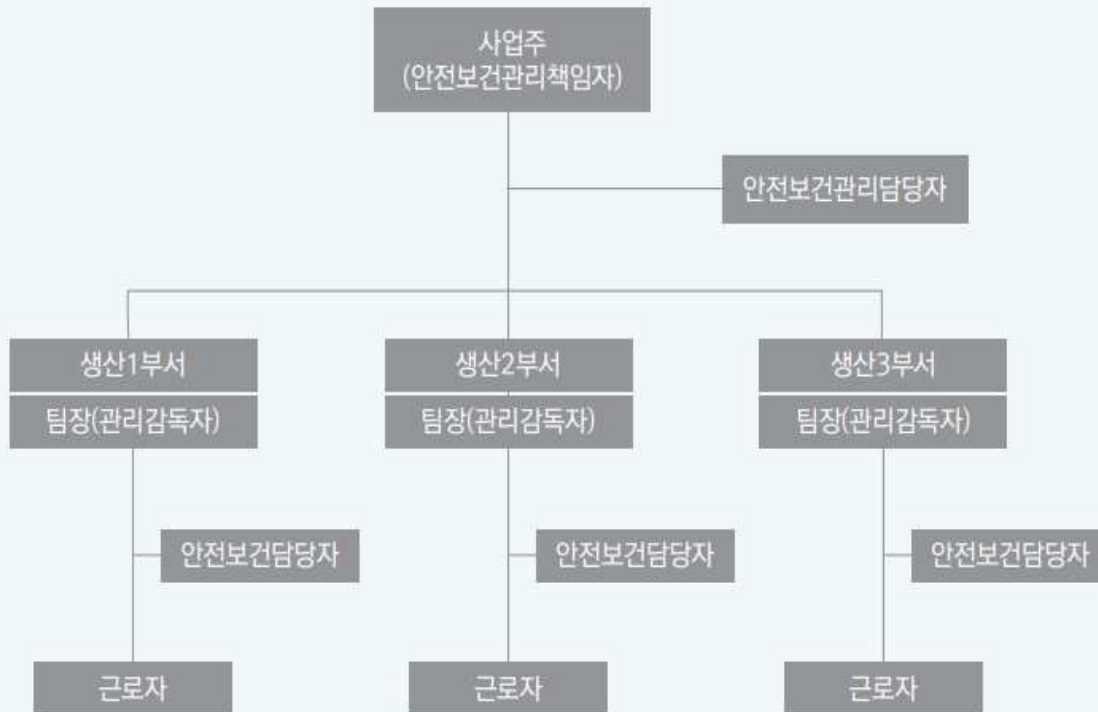 사업주
(안전보건관리책임자)
안전보건관리담당자
생산1부서
팀장(관리감독자)
생산2부서
팀장(관리감독자)
생산3부서
팀장(관리감독자)
안전보건담당자
안전보건담당자
안전보건담당자
근로자
근로자
근로자